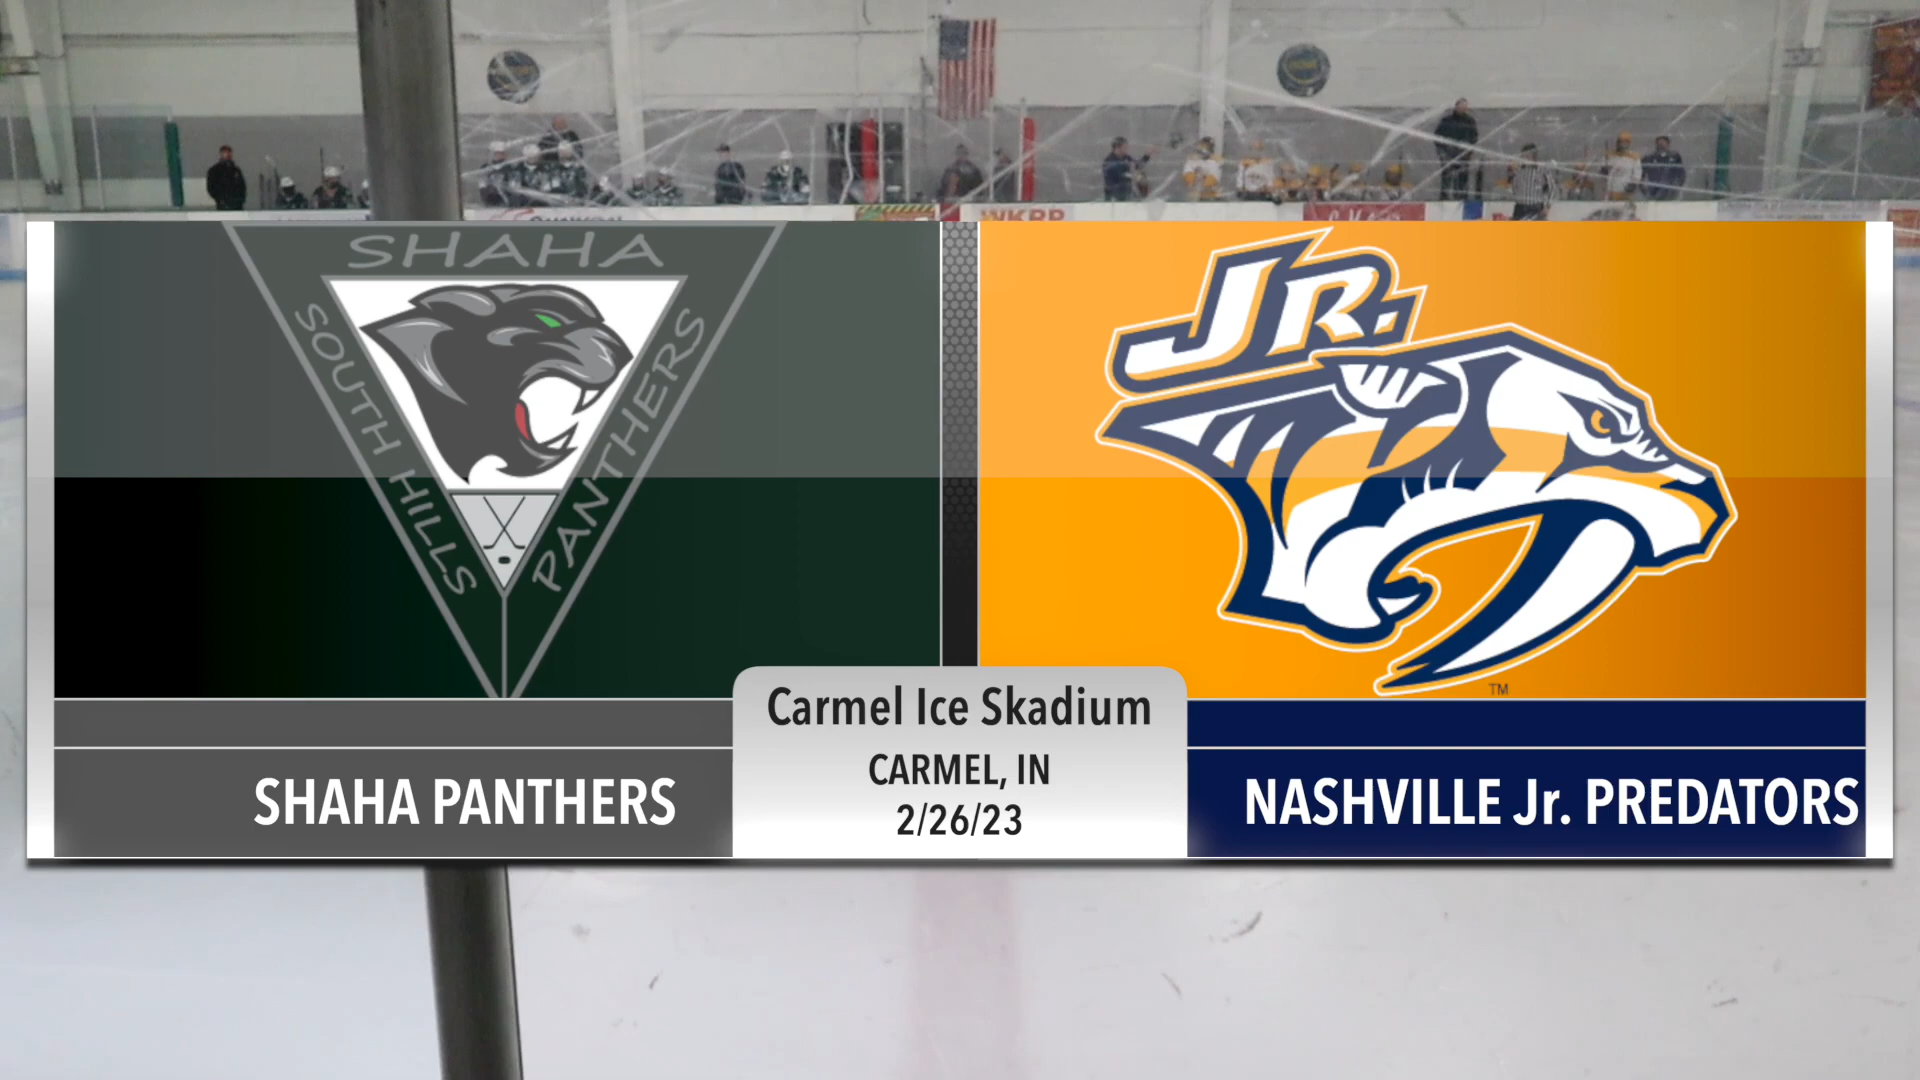 WKRP
SHAHA
SOUTH HILLS
PANTHERS
JR.
TM
Carmel Ice Skadium
CARMEL, IN
2/26/23
SHAHA PANTHERS
NASHVILLE Jr. PREDATORS